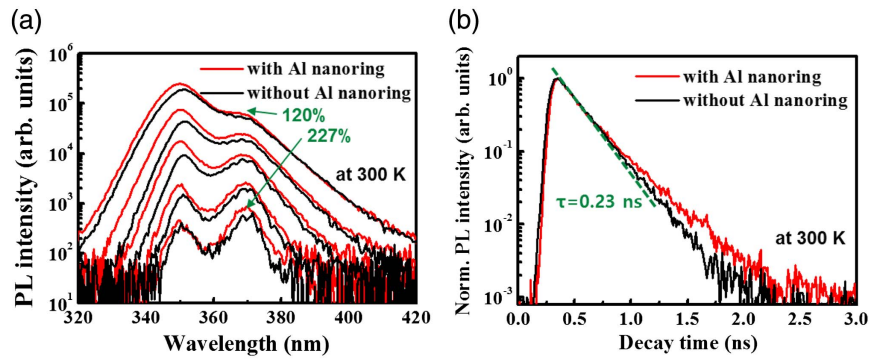 (a)
PL intensity (arb. units)
10^6
10^5
10^4
10^3
10^2
10^1
with Al nanoring
without Al nanoring
120%
227%
at 300 K
320 340 360 380 400 420
Wavelength (nm)
(b)
Norm. PL intensity (arb. units)
10^0
10^-1
10^-2
10^-3
with Al nanoring
without Al nanoring
τ=0.23 ns
at 300 K
0.0 0.5 1.0 1.5 2.0 2.5 3.0
Decay time (ns)